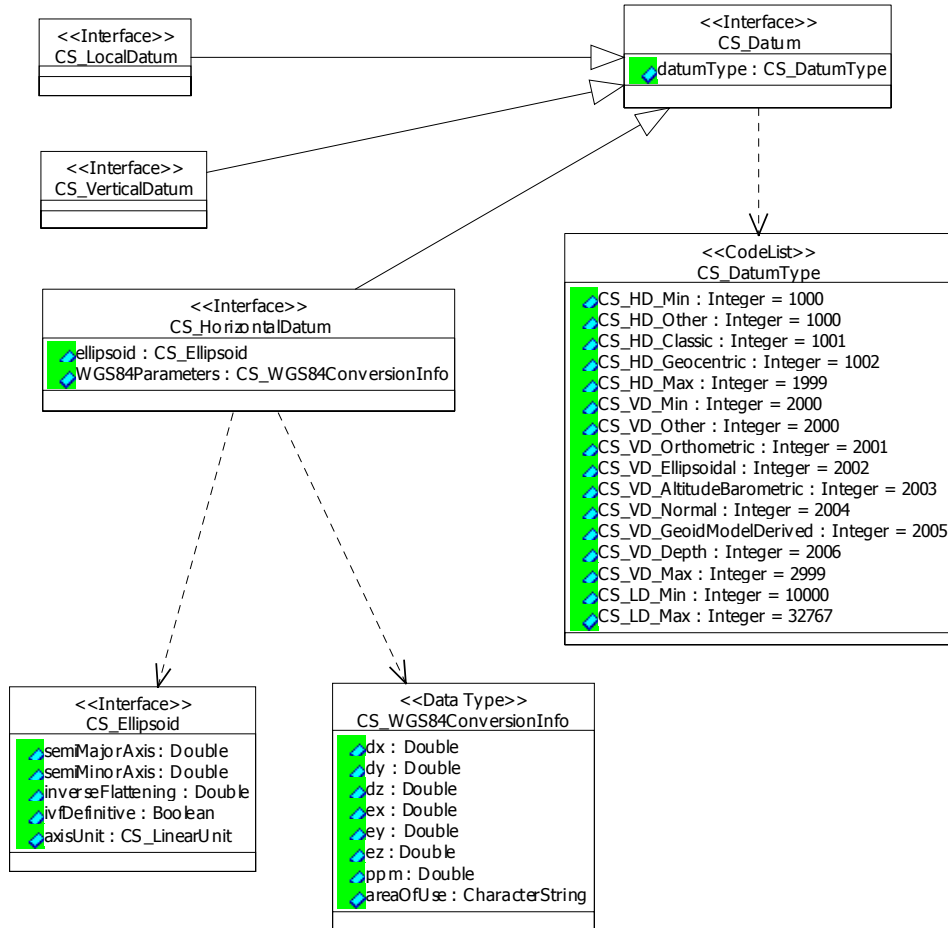 <<Interface>>
CS_LocalDatum
<<Interface>>
CS_Datum
datumType : CS_DatumType
<<Interface>>
CS_VerticalDatum
<<CodeList>>
CS_DatumType
CS_HD_Min : Integer = 1000
CS_HD_Other : Integer = 1000
CS_HD_Classic : Integer = 1001
CS_HD_Geocentric : Integer = 1002
CS_HD_Max : Integer = 1999
CS_VD_Min : Integer = 2000
CS_VD_Other : Integer = 2000
CS_VD_Orthometric : Integer = 2001
CS_VD_Ellipsoidal : Integer = 2002
CS_VD_AltitudeBarometric : Integer = 2003
CS_VD_Normal : Integer = 2004
CS_VD_GeoidModelDerived : Integer = 2005
CS_VD_Depth : Integer = 2006
CS_VD_Max : Integer = 2999
CS_LD_Min : Integer = 10000
CS_LD_Max : Integer = 32767
<<Interface>>
CS_HorizontalDatum
ellipsoid : CS_Ellipsoid
WGS84Parameters : CS_WGS84ConversionInfo
<<Interface>>
CS_Ellipsoid
semiMajorAxis : Double
semiMinorAxis : Double
inverseFlattening : Double
ivfDefinitive : Boolean
axisUnit : CS_LinearUnit
<<Data Type>>
CS_WGS84ConversionInfo
dx : Double
dy : Double
dz : Double
ex : Double
ey : Double
ez : Double
ppm : Double
areaOfUse : CharacterString